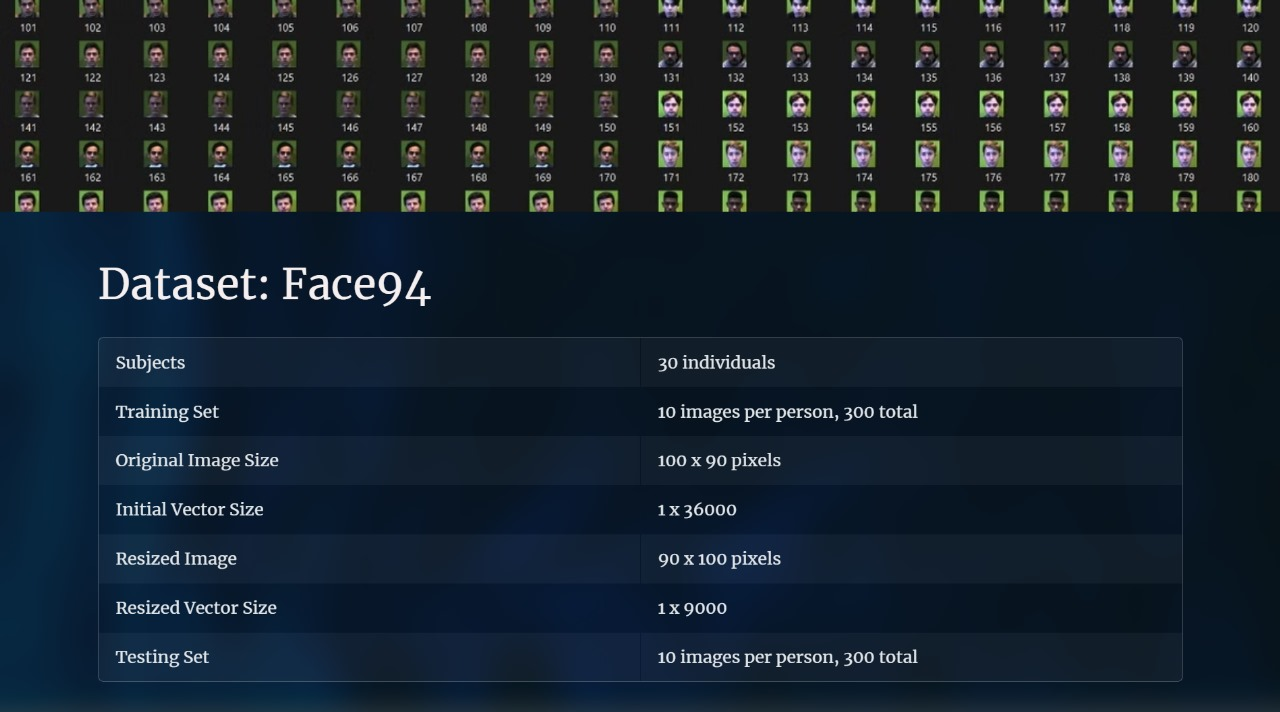 101 102 103 104 105 106 107 108 109 110 111 112 113 114 115 116 117 118 119 120
121 122 123 124 125 126 127 128 129 130 131 132 133 134 135 136 137 138 139 140
141 142 143 144 145 146 147 148 149 150 151 152 153 154 155 156 157 158 159 160
161 162 163 164 165 166 167 168 169 170 171 172 173 174 175 176 177 178 179 180
Dataset: Face94
Subjects 30 individuals
Training Set 10 images per person, 300 total
Original Image Size 100 x 90 pixels
Initial Vector Size 1 x 36000
Resized Image 90 x 100 pixels
Resized Vector Size 1 x 9000
Testing Set 10 images per person, 300 total